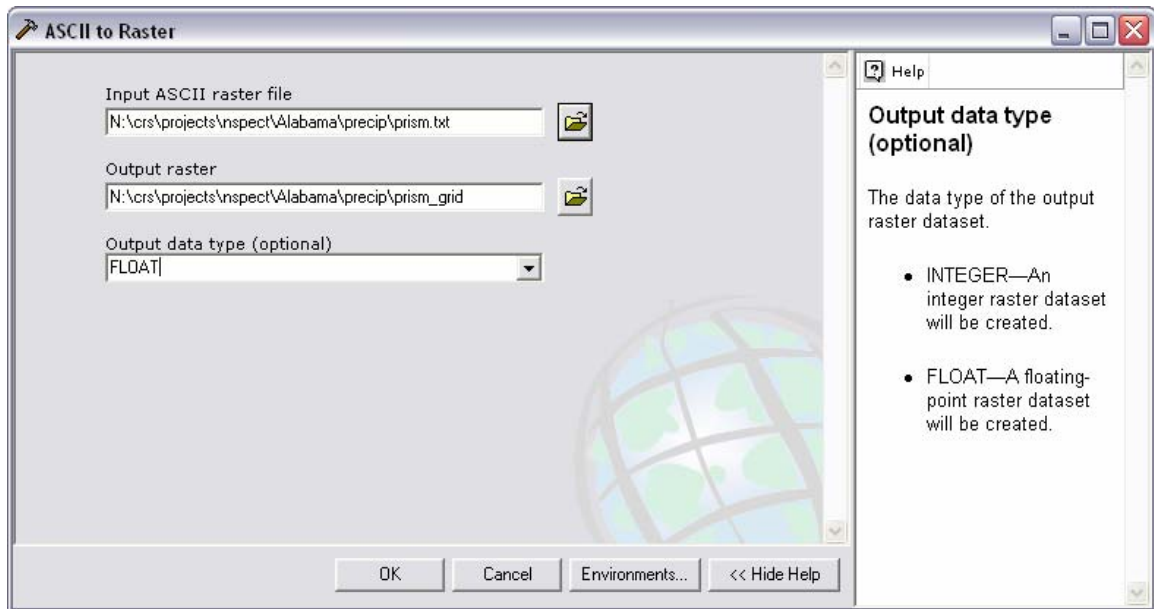 ASCII to Raster
Input ASCII raster file
N:\crs\projects\nspect\Alabama\precip\prism.txt
Output raster
N:\crs\projects\nspect\Alabama\precip\prism_grid
Output data type (optional)
FLOAT
OK
Cancel
Environments...
<< Hide Help
Help
Output data type
(optional)
The data type of the output
raster dataset.
• INTEGER—An
integer raster dataset
will be created.
• FLOAT—A floating-
point raster dataset
will be created.